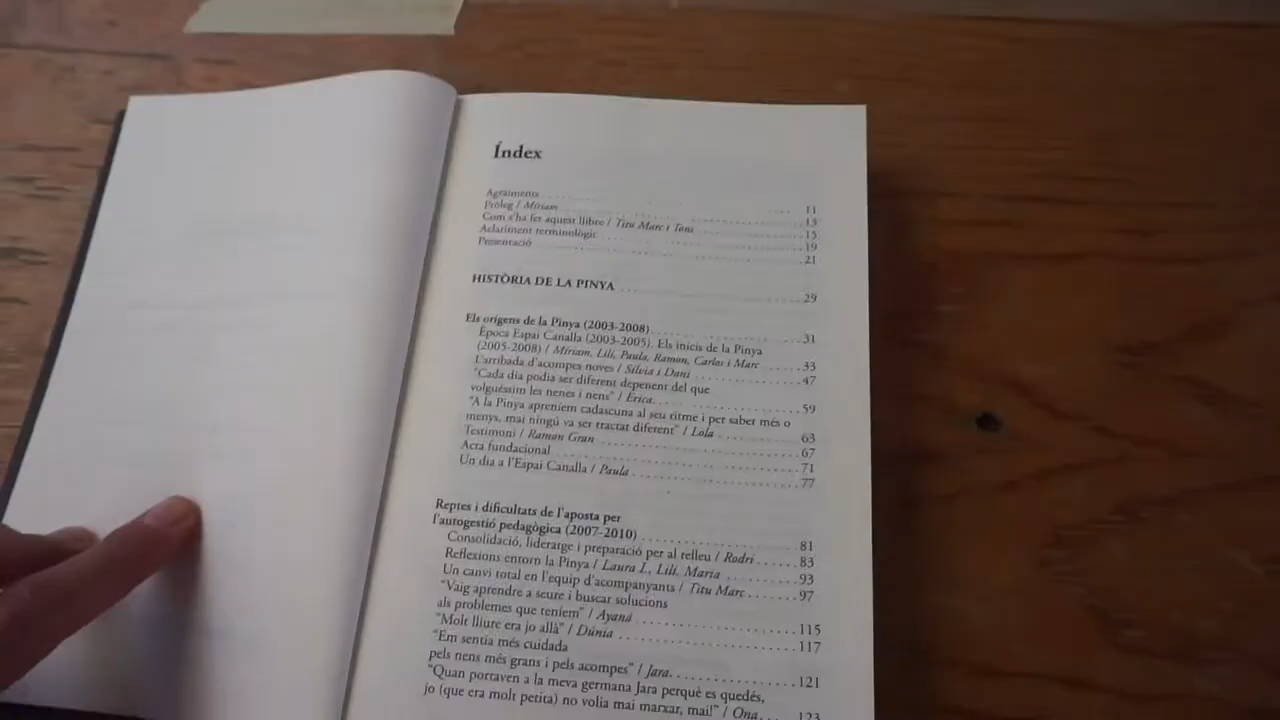 Índex
Agraïments 11
Pròleg / Míriam 13
Com s'ha fet aquest llibre / Titu Marc i Toni 15
Aclariment terminològic 19
Presentació 21
HISTÒRIA DE LA PINYA 29
Els orígens de la Pinya (2003-2008) 31
Època Espai Canalla (2003-2005). Els inicis de la Pinya
(2005-2008) / Míriam, Lili, Paula, Ramon, Carlos i Marc 33
L'arribada d'acompes noves / Sílvia i Dani 47
"Cada dia podia ser diferent depenent del que
volguéssim les nenes i nens" / Èrica. 59
"A la Pinya apreníem cadascuna al seu ritme i per saber més o
menys, mai ningú va ser tractat diferent" / Lola 63
Testimoni / Ramon Gran 67
Acta fundacional 71
Un dia a l'Espai Canalla / Paula 77
Reptes i dificultats de l'aposta per
l'autogestió pedagògica (2007-2010) 81
Consolidació, lideratge i preparació per al relleu / Rodri 83
Reflexions entorn la Pinya / Laura I., Lili, Maria 93
Un canvi total en l'equip d'acompanyants / Titu Marc 97
"Vaig aprendre a seure i buscar solucions
als problemes que teníem" / Ayaná 115
"Molt lliure era jo allà" / Dúnia 117
"Em sentia més cuidada
pels nens més grans i pels acompes" / Jara. 121
"Quan portaven a la meva germana Jara perquè es quedés,
jo (que era molt petita) no volia mai marxar, mai!" / Ona 123